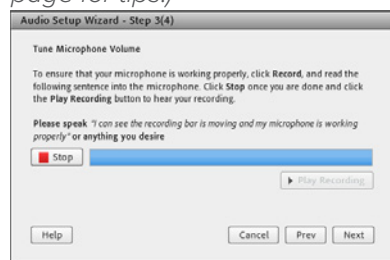 page for tips.)
Audio Setup Wizard - Step 3(4)
Tune Microphone Volume
To ensure that your microphone is working properly, click Record, and read the
following sentence into the microphone. Click Stop once you are done and click
the Play Recording button to hear your recording.
Please speak "I can see the recording bar is moving and my microphone is working
properly" or anything you desire
Stop
Play Recording
Help Cancel Prev Next